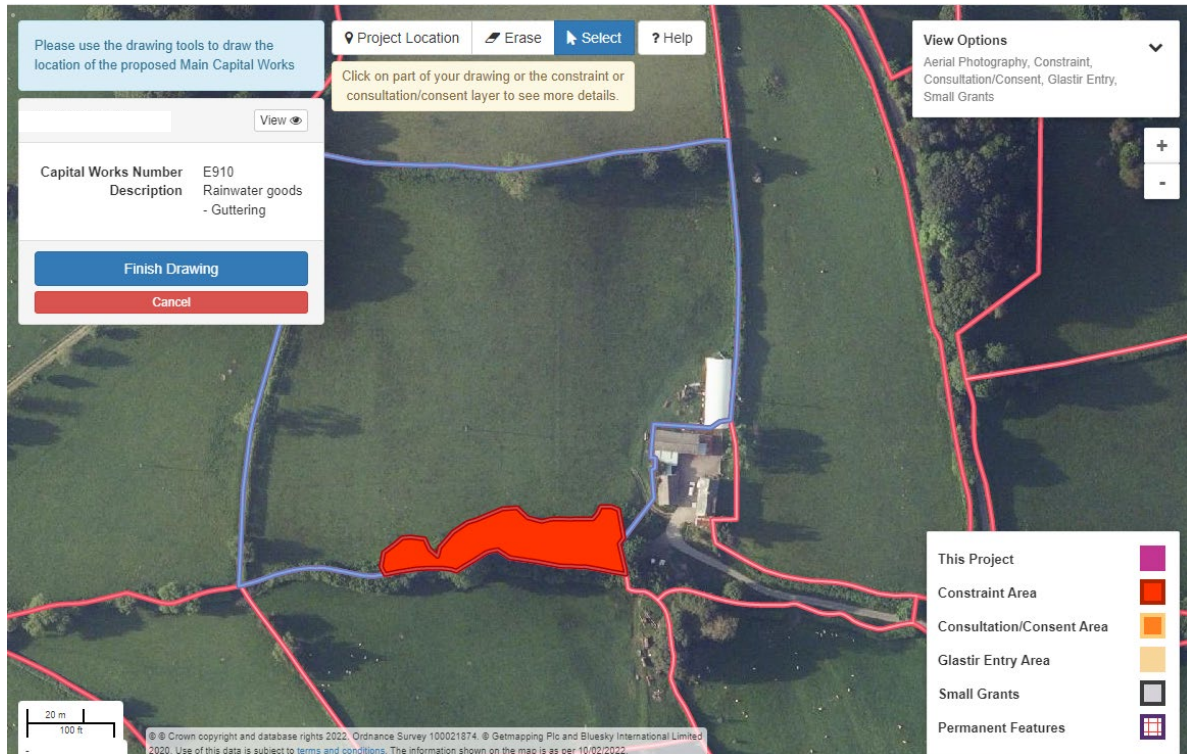 Please use the drawing tools to draw the
location of the proposed Main Capital Works
Project Location
Erase
Select
? Help
Click on part of your drawing or the constraint or
consultation/consent layer to see more details.
View Options
Aerial Photography, Constraint,
Consultation/Consent, Glastir Entry,
Small Grants
+
-
View
Capital Works Number E910
Description Rainwater goods
- Guttering
Finish Drawing
Cancel
This Project
Constraint Area
Consultation/Consent Area
Glastir Entry Area
Small Grants
Permanent Features
20 m
100 ft
© © Crown copyright and database rights 2022. Ordnance Survey 100021874. © Getmapping Plc and Bluesky International Limited
2020. Use of this data is subject to terms and conditions. The information shown on the map is as per 10/02/2022.